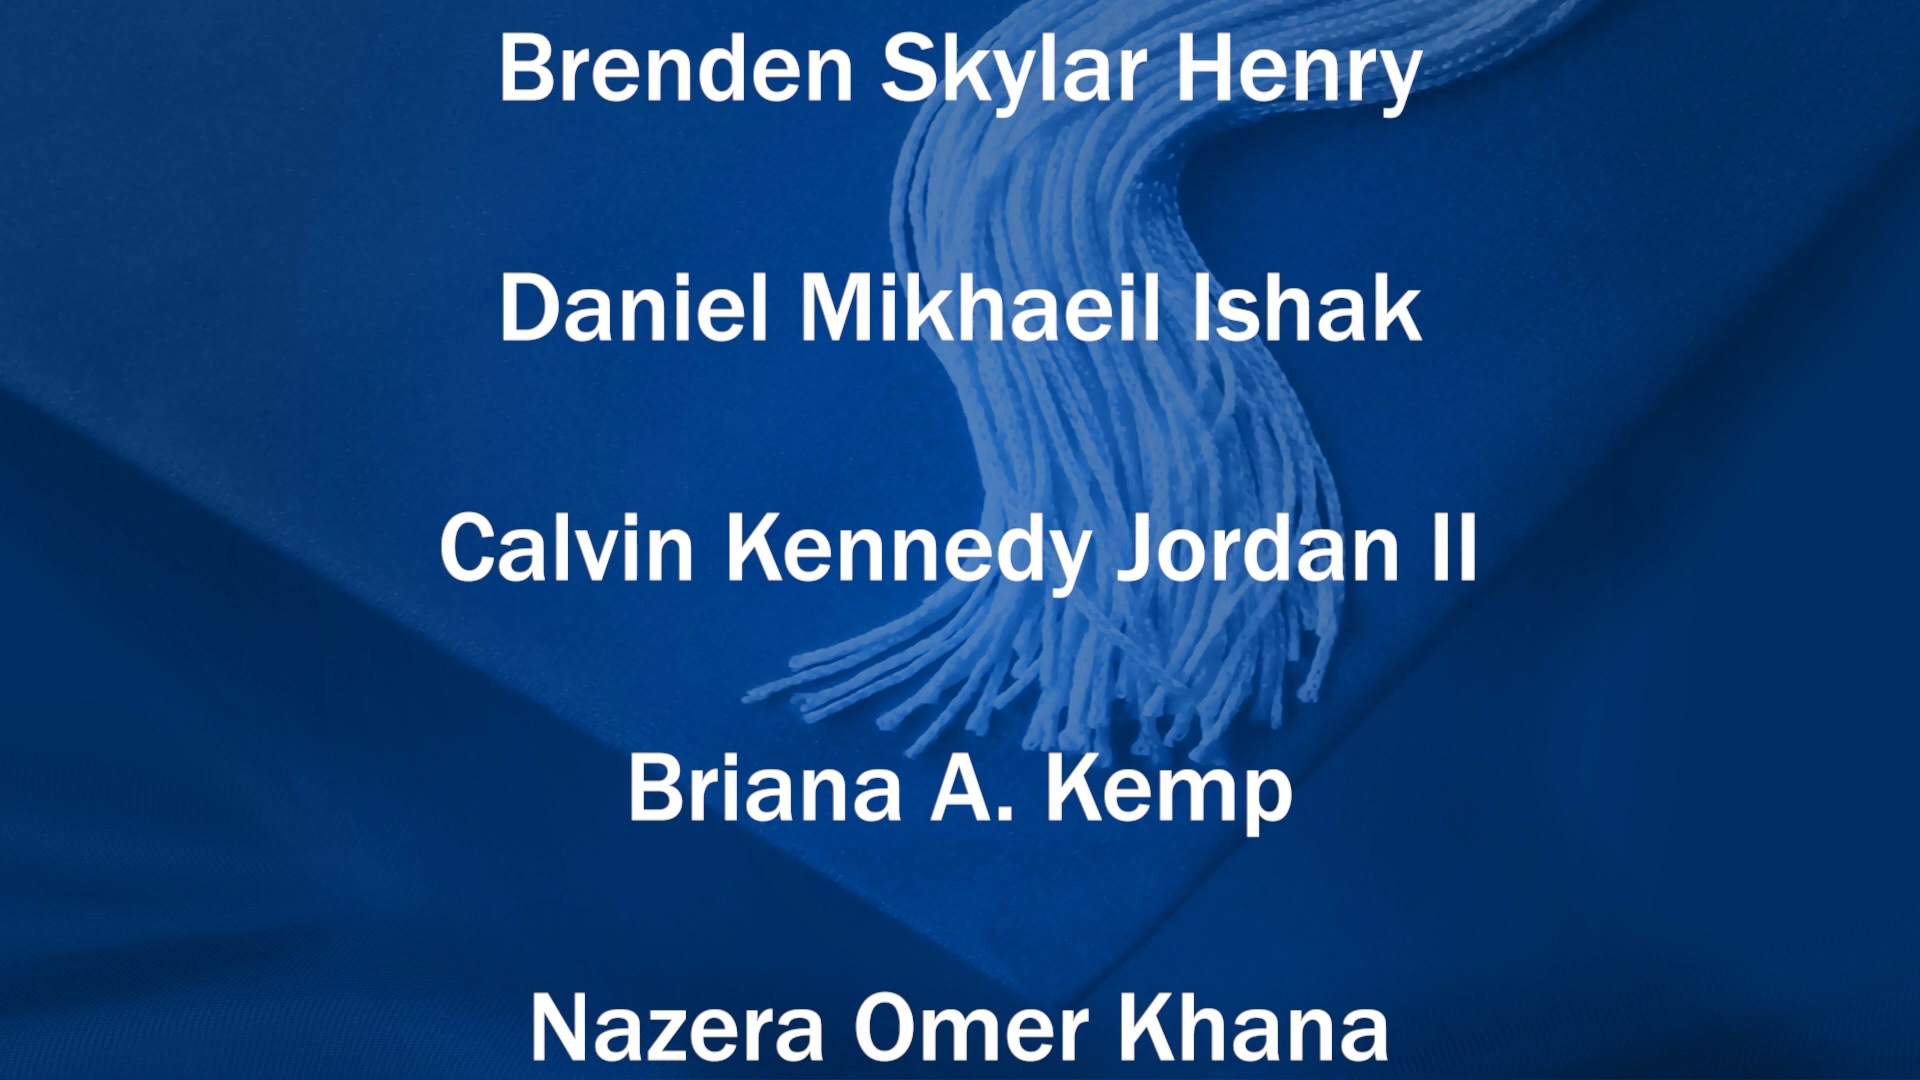 Brenden Skylar Henry
Daniel Mikhaeil Ishak
Calvin Kennedy Jordan II
Briana A. Kemp
Nazera Omer Khana